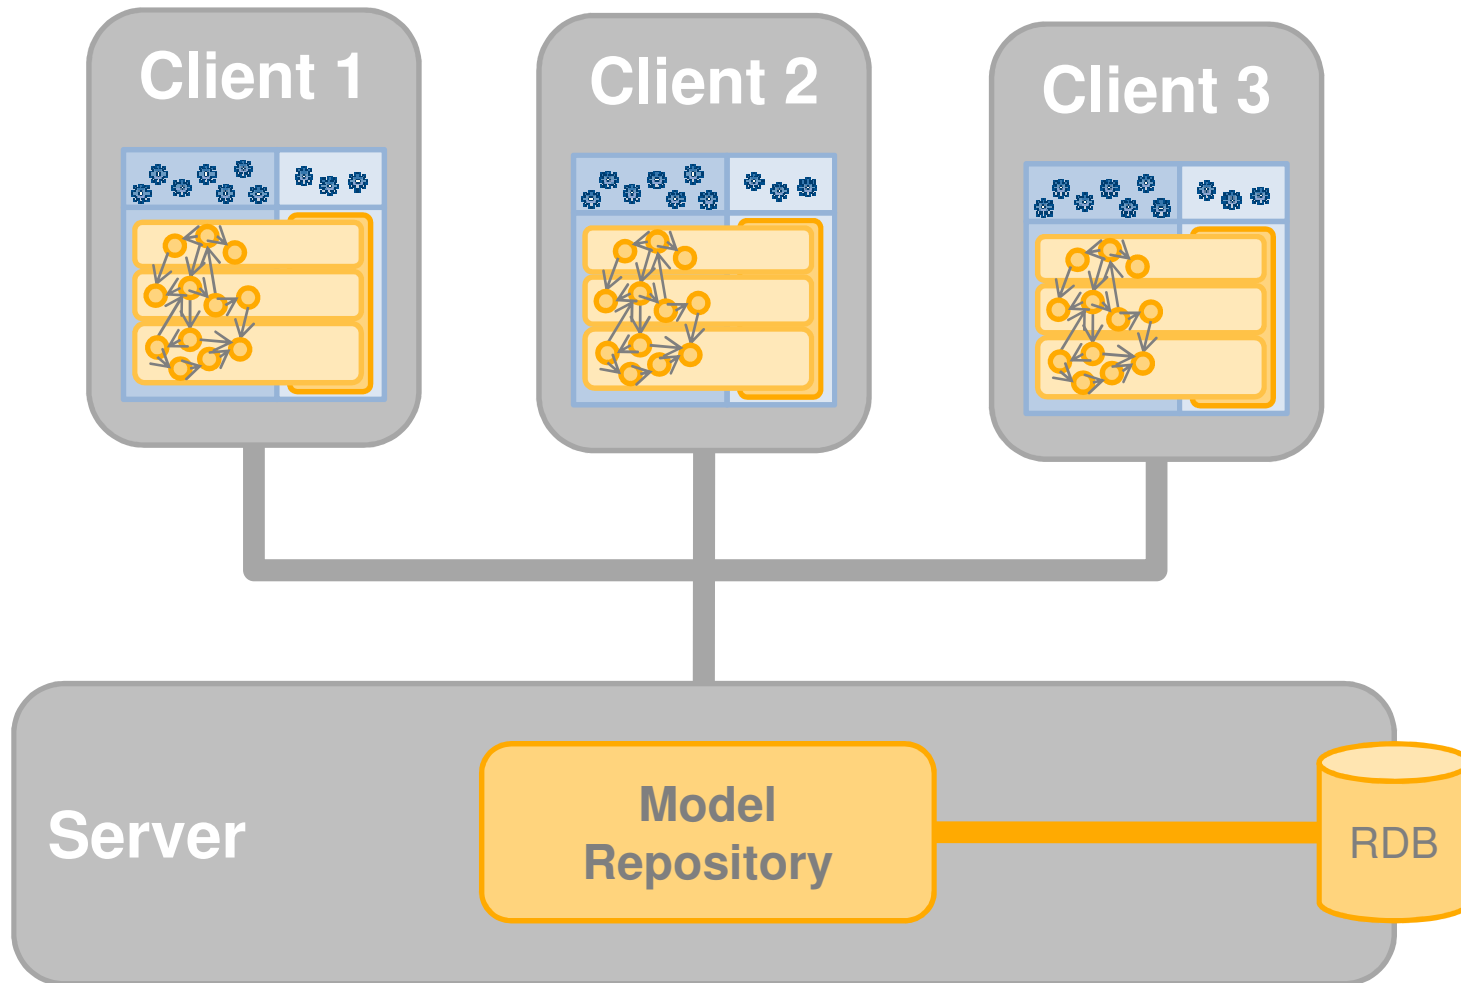 Client 1
Client 2
Client 3
Server
Model
Repository
RDB